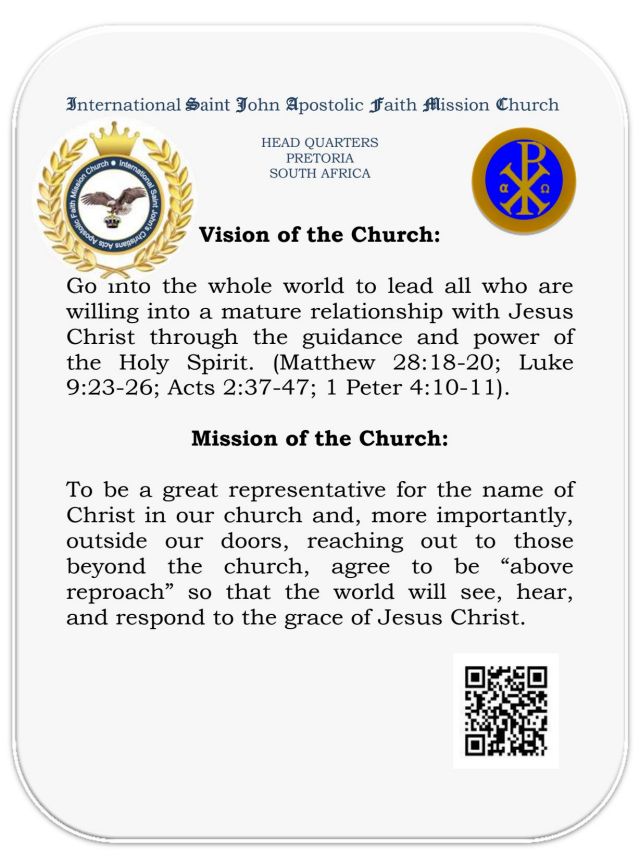 International Saint John Apostolic Faith Mission Church
HEAD QUARTERS
PRETORIA
SOUTH AFRICA
International Saint John's Christians Acts Apostolic Faith Mission Church
α Ω
Vision of the Church:
Go into the whole world to lead all who are
willing into a mature relationship with Jesus
Christ through the guidance and power of
the Holy Spirit. (Matthew 28:18-20; Luke
9:23-26; Acts 2:37-47; 1 Peter 4:10-11).
Mission of the Church:
To be a great representative for the name of
Christ in our church and, more importantly,
outside our doors, reaching out to those
beyond the church, agree to be “above
reproach” so that the world will see, hear,
and respond to the grace of Jesus Christ.